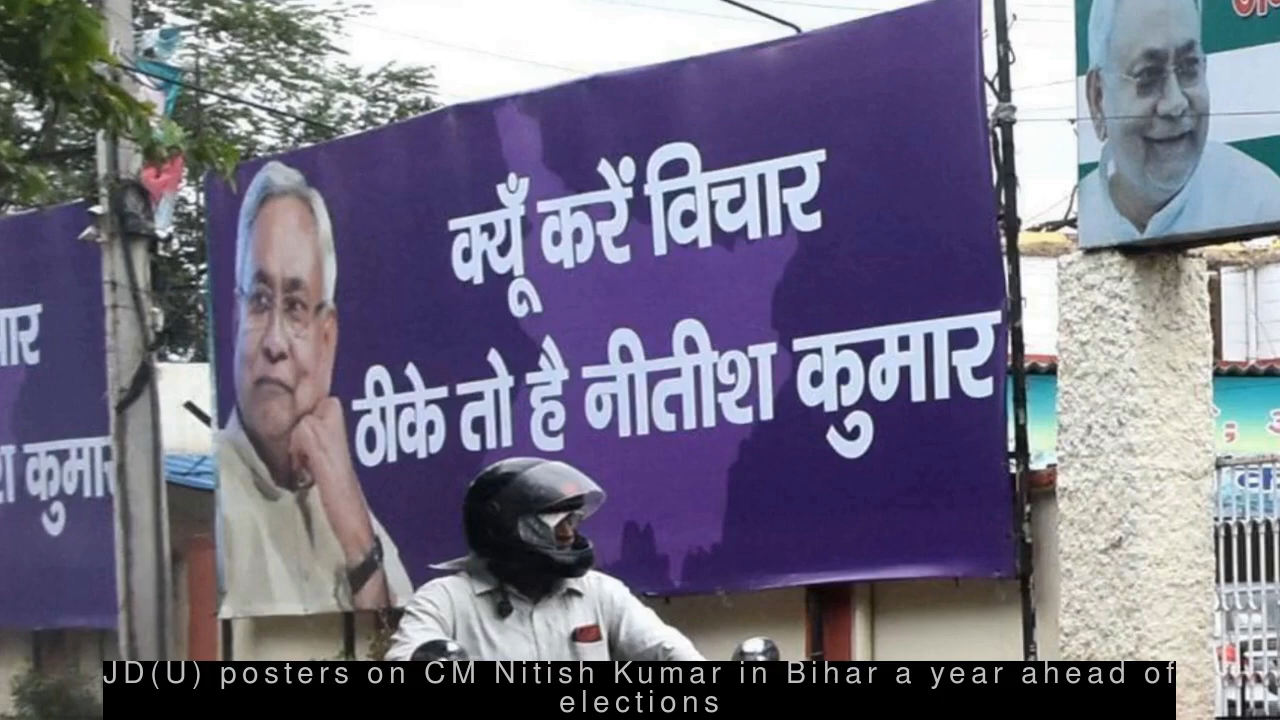 क्यूँ करें विचार
ठीके तो है नीतीश कुमार
कुमार
JD(U) posters on CM Nitish Kumar in Bihar a year ahead of
elections